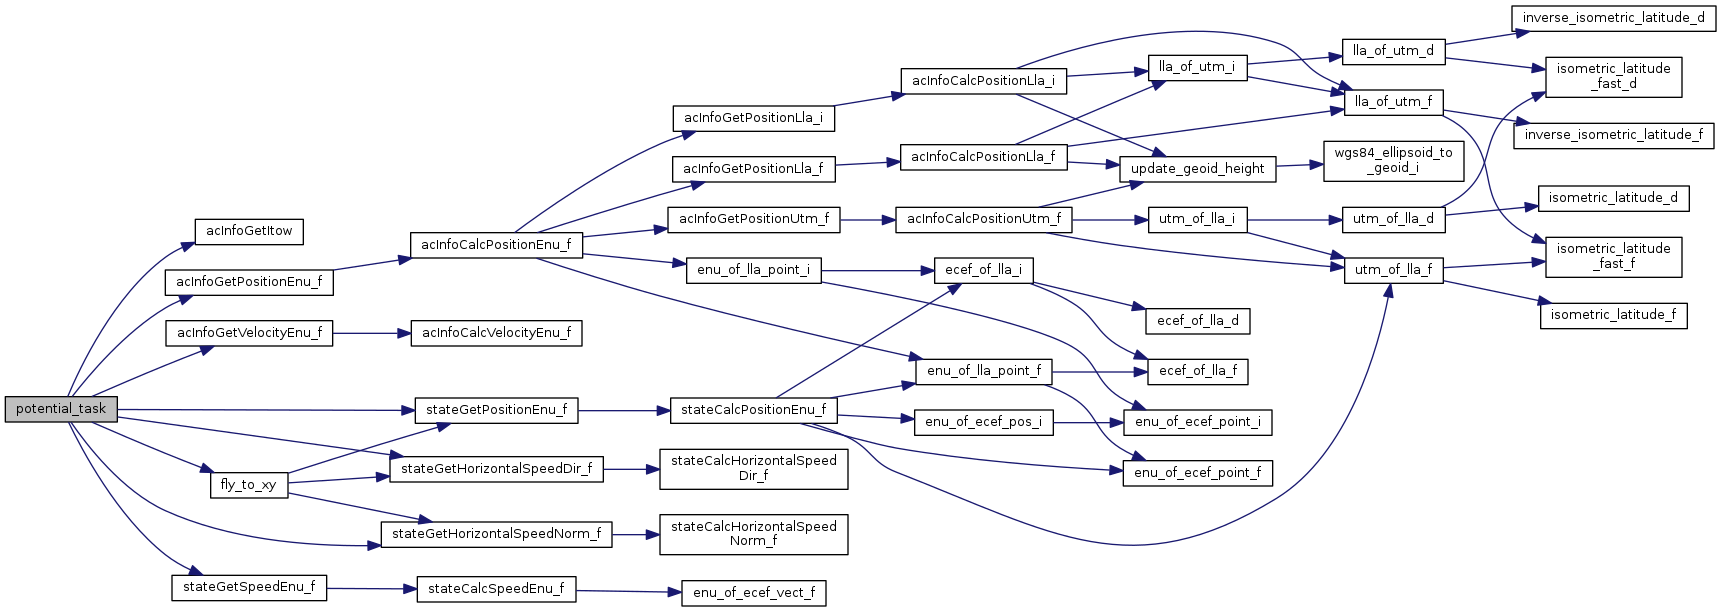 potential_task
acInfoGetItow
acInfoGetPositionEnu_f
acInfoGetVelocityEnu_f
stateGetPositionEnu_f
stateGetHorizontalSpeedDir_f
fly_to_xy
stateGetHorizontalSpeedNorm_f
stateGetSpeedEnu_f
acInfoCalcPositionEnu_f
acInfoCalcVelocityEnu_f
stateCalcSpeedEnu_f
acInfoGetPositionLla_i
acInfoGetPositionLla_f
acInfoGetPositionUtm_f
enu_of_lla_point_i
stateCalcPositionEnu_f
stateCalcHorizontalSpeed
Dir_f
stateCalcHorizontalSpeed
Norm_f
enu_of_ecef_vect_f
acInfoCalcPositionLla_i
acInfoCalcPositionLla_f
acInfoCalcPositionUtm_f
ecef_of_lla_i
enu_of_lla_point_f
enu_of_ecef_pos_i
lla_of_utm_i
update_geoid_height
utm_of_lla_i
ecef_of_lla_d
ecef_of_lla_f
enu_of_ecef_point_i
enu_of_ecef_point_f
lla_of_utm_d
lla_of_utm_f
wgs84_ellipsoid_to
_geoid_i
utm_of_lla_d
utm_of_lla_f
inverse_isometric_latitude_d
isometric_latitude
_fast_d
inverse_isometric_latitude_f
isometric_latitude_d
isometric_latitude
_fast_f
isometric_latitude_f